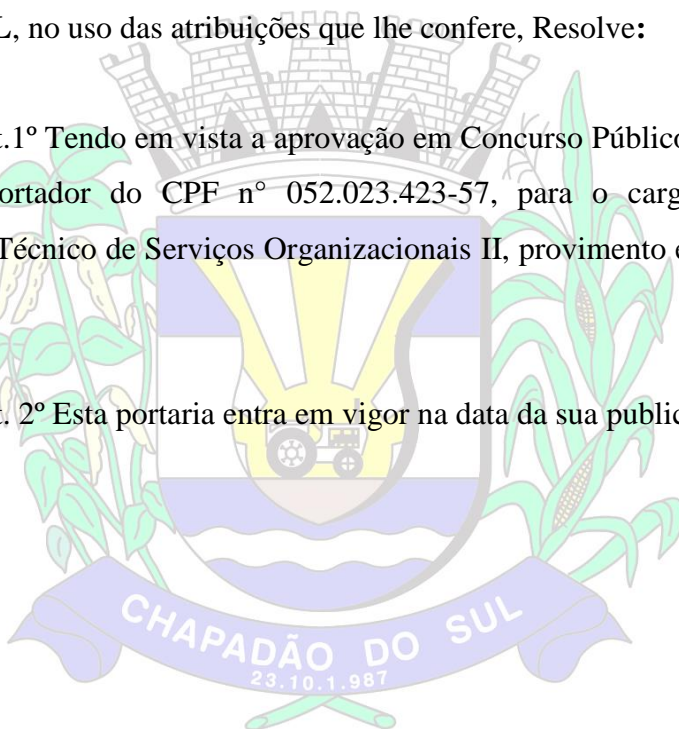 L, no uso das atribuições que lhe confere, Resolve:
t.1º Tendo em vista a aprovação em Concurso Público
ortador do CPF n° 052.023.423-57, para o carg
Técnico de Serviços Organizacionais II, provimento e
t. 2º Esta portaria entra em vigor na data da sua public
CHAPADÃO DO SUL
23.10.1.987